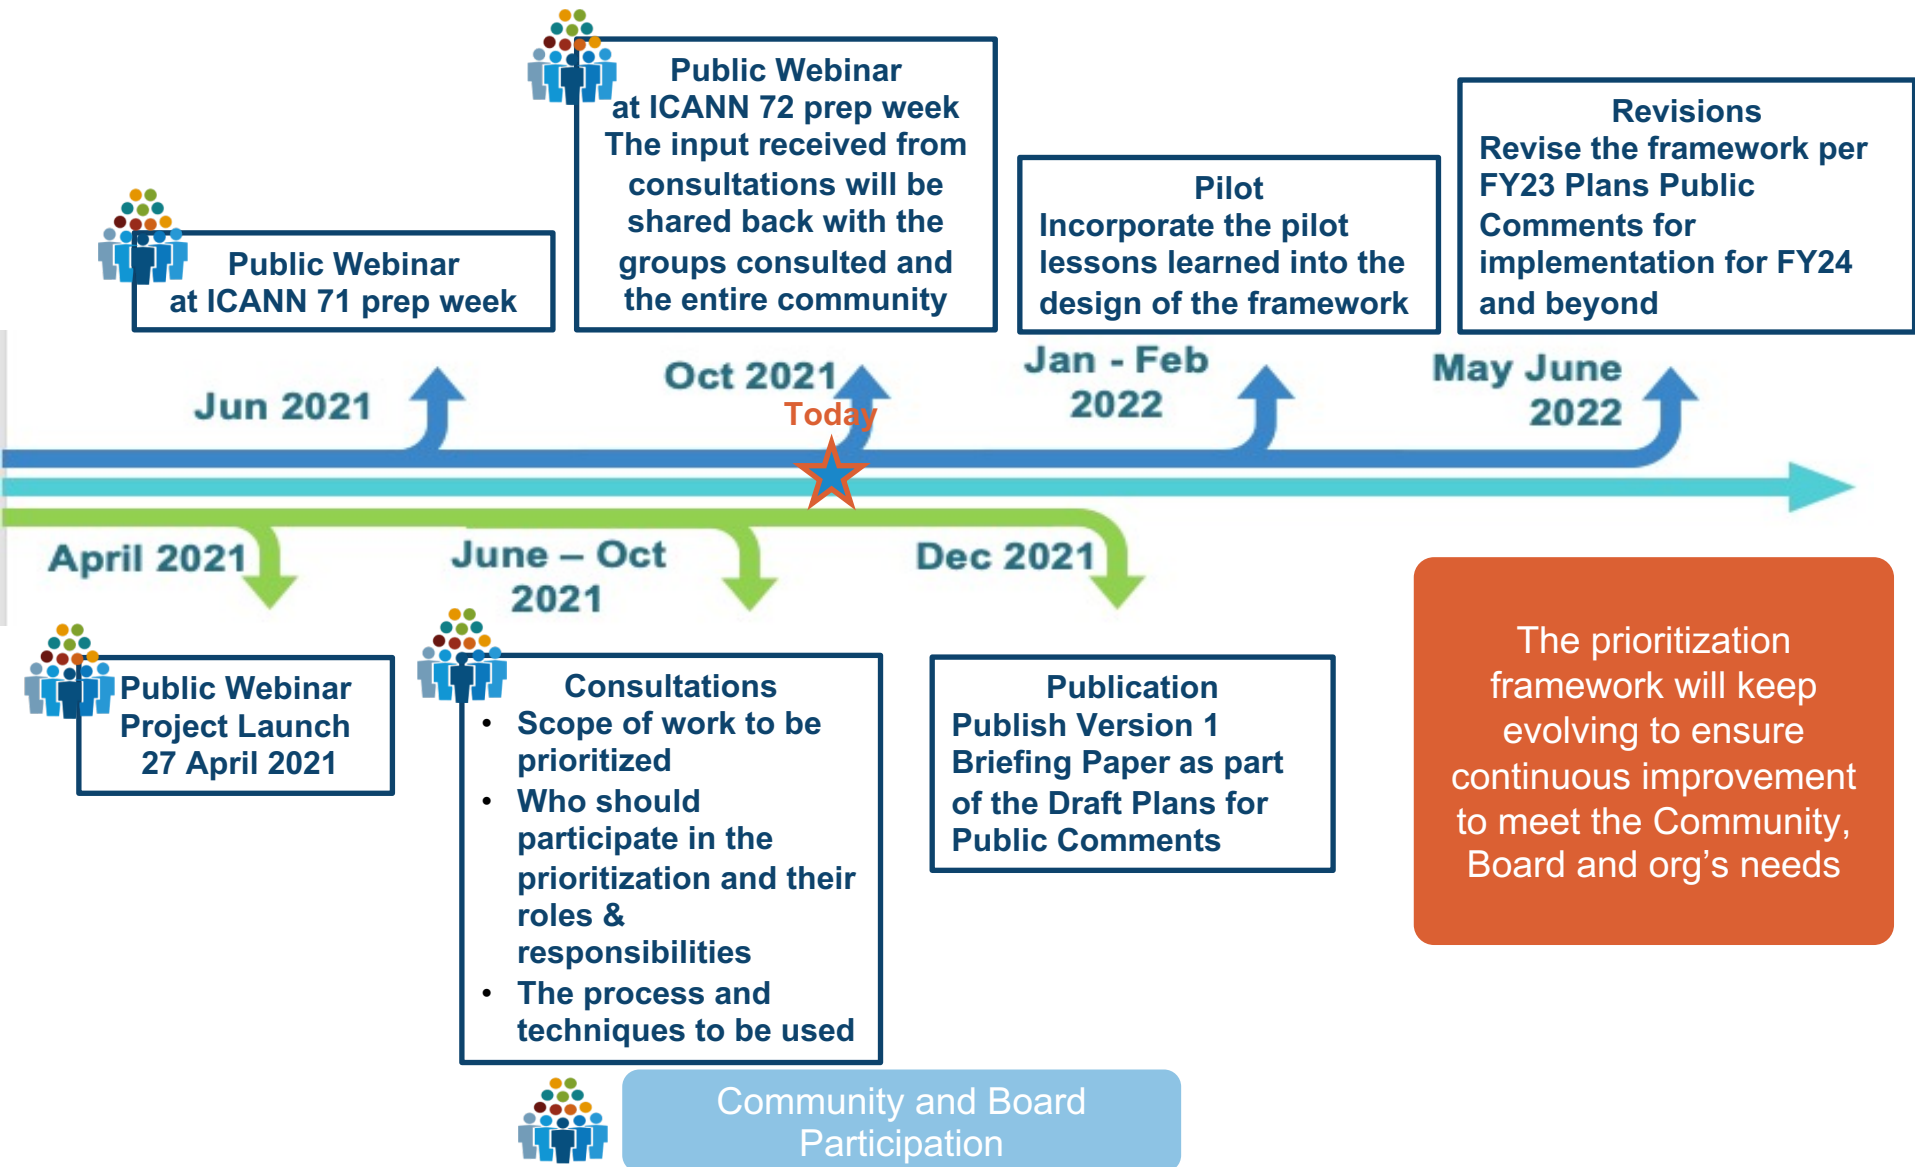 Public Webinar
at ICANN 71 prep week
Public Webinar
at ICANN 72 prep week
The input received from
consultations will be
shared back with the
groups consulted and
the entire community
Pilot
Incorporate the pilot
lessons learned into the
design of the framework
Revisions
Revise the framework per
FY23 Plans Public
Comments for
implementation for FY24
and beyond
Jun 2021
Oct 2021
Today
Jan - Feb
2022
May June
2022
April 2021
June – Oct
2021
Dec 2021
Public Webinar
Project Launch
27 April 2021
Consultations
• Scope of work to be
prioritized
• Who should
participate in the
prioritization and their
roles &
responsibilities
• The process and
techniques to be used
Publication
Publish Version 1
Briefing Paper as part
of the Draft Plans for
Public Comments
The prioritization
framework will keep
evolving to ensure
continuous improvement
to meet the Community,
Board and org’s needs
Community and Board
Participation